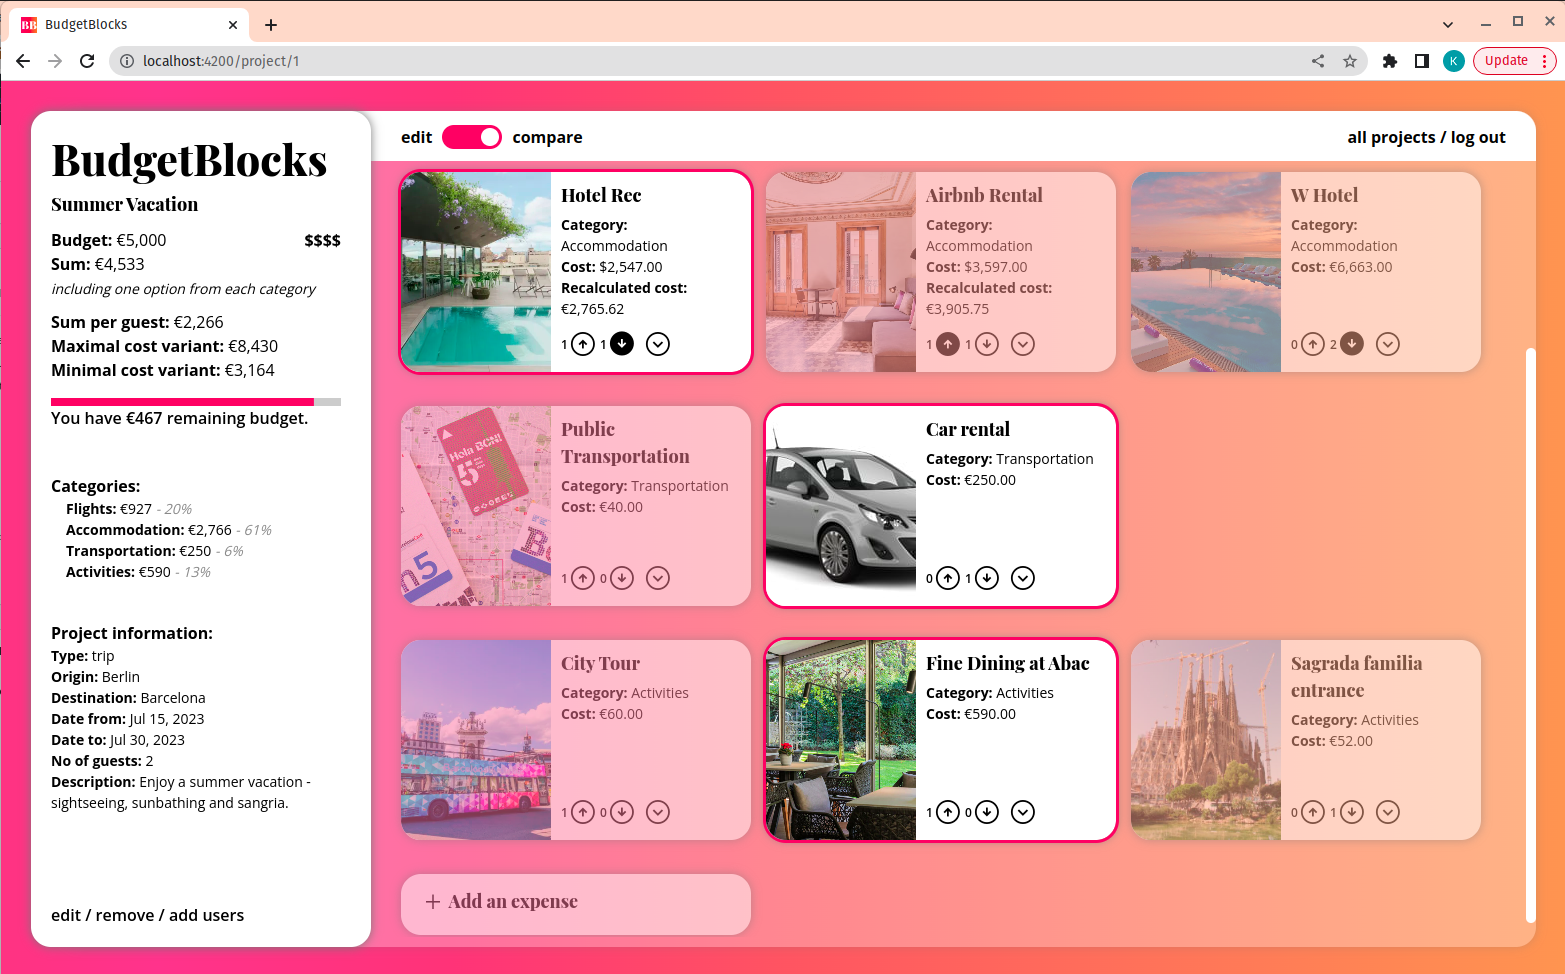 BudgetBlocks
localhost:4200/project/1
K
Update
BudgetBlocks
Summer Vacation
Budget: €5,000 $$$$
Sum: €4,533
including one option from each category
Sum per guest: €2,266
Maximal cost variant: €8,430
Minimal cost variant: €3,164
You have €467 remaining budget.
Categories:
Flights: €927 - 20%
Accommodation: €2,766 - 61%
Transportation: €250 - 6%
Activities: €590 - 13%
Project information:
Type: trip
Origin: Berlin
Destination: Barcelona
Date from: Jul 15, 2023
Date to: Jul 30, 2023
No of guests: 2
Description: Enjoy a summer vacation -
sightseeing, sunbathing and sangria.
edit / remove / add users
edit compare
all projects / log out
Hotel Rec
Category:
Accommodation
Cost: $2,547.00
Recalculated cost:
€2,765.62
1 1
Airbnb Rental
Category:
Accommodation
Cost: $3,597.00
Recalculated cost:
€3,905.75
1 1
W Hotel
Category:
Accommodation
Cost: €6,663.00
0 2
Hola BCN!
5
Public
Transportation
Category: Transportation
Cost: €40.00
1 0
Car rental
Category: Transportation
Cost: €250.00
0 1
City Tour
Category: Activities
Cost: €60.00
1 0
Fine Dining at Abac
Category: Activities
Cost: €590.00
1 0
Sagrada familia
entrance
Category: Activities
Cost: €52.00
0 1
+ Add an expense